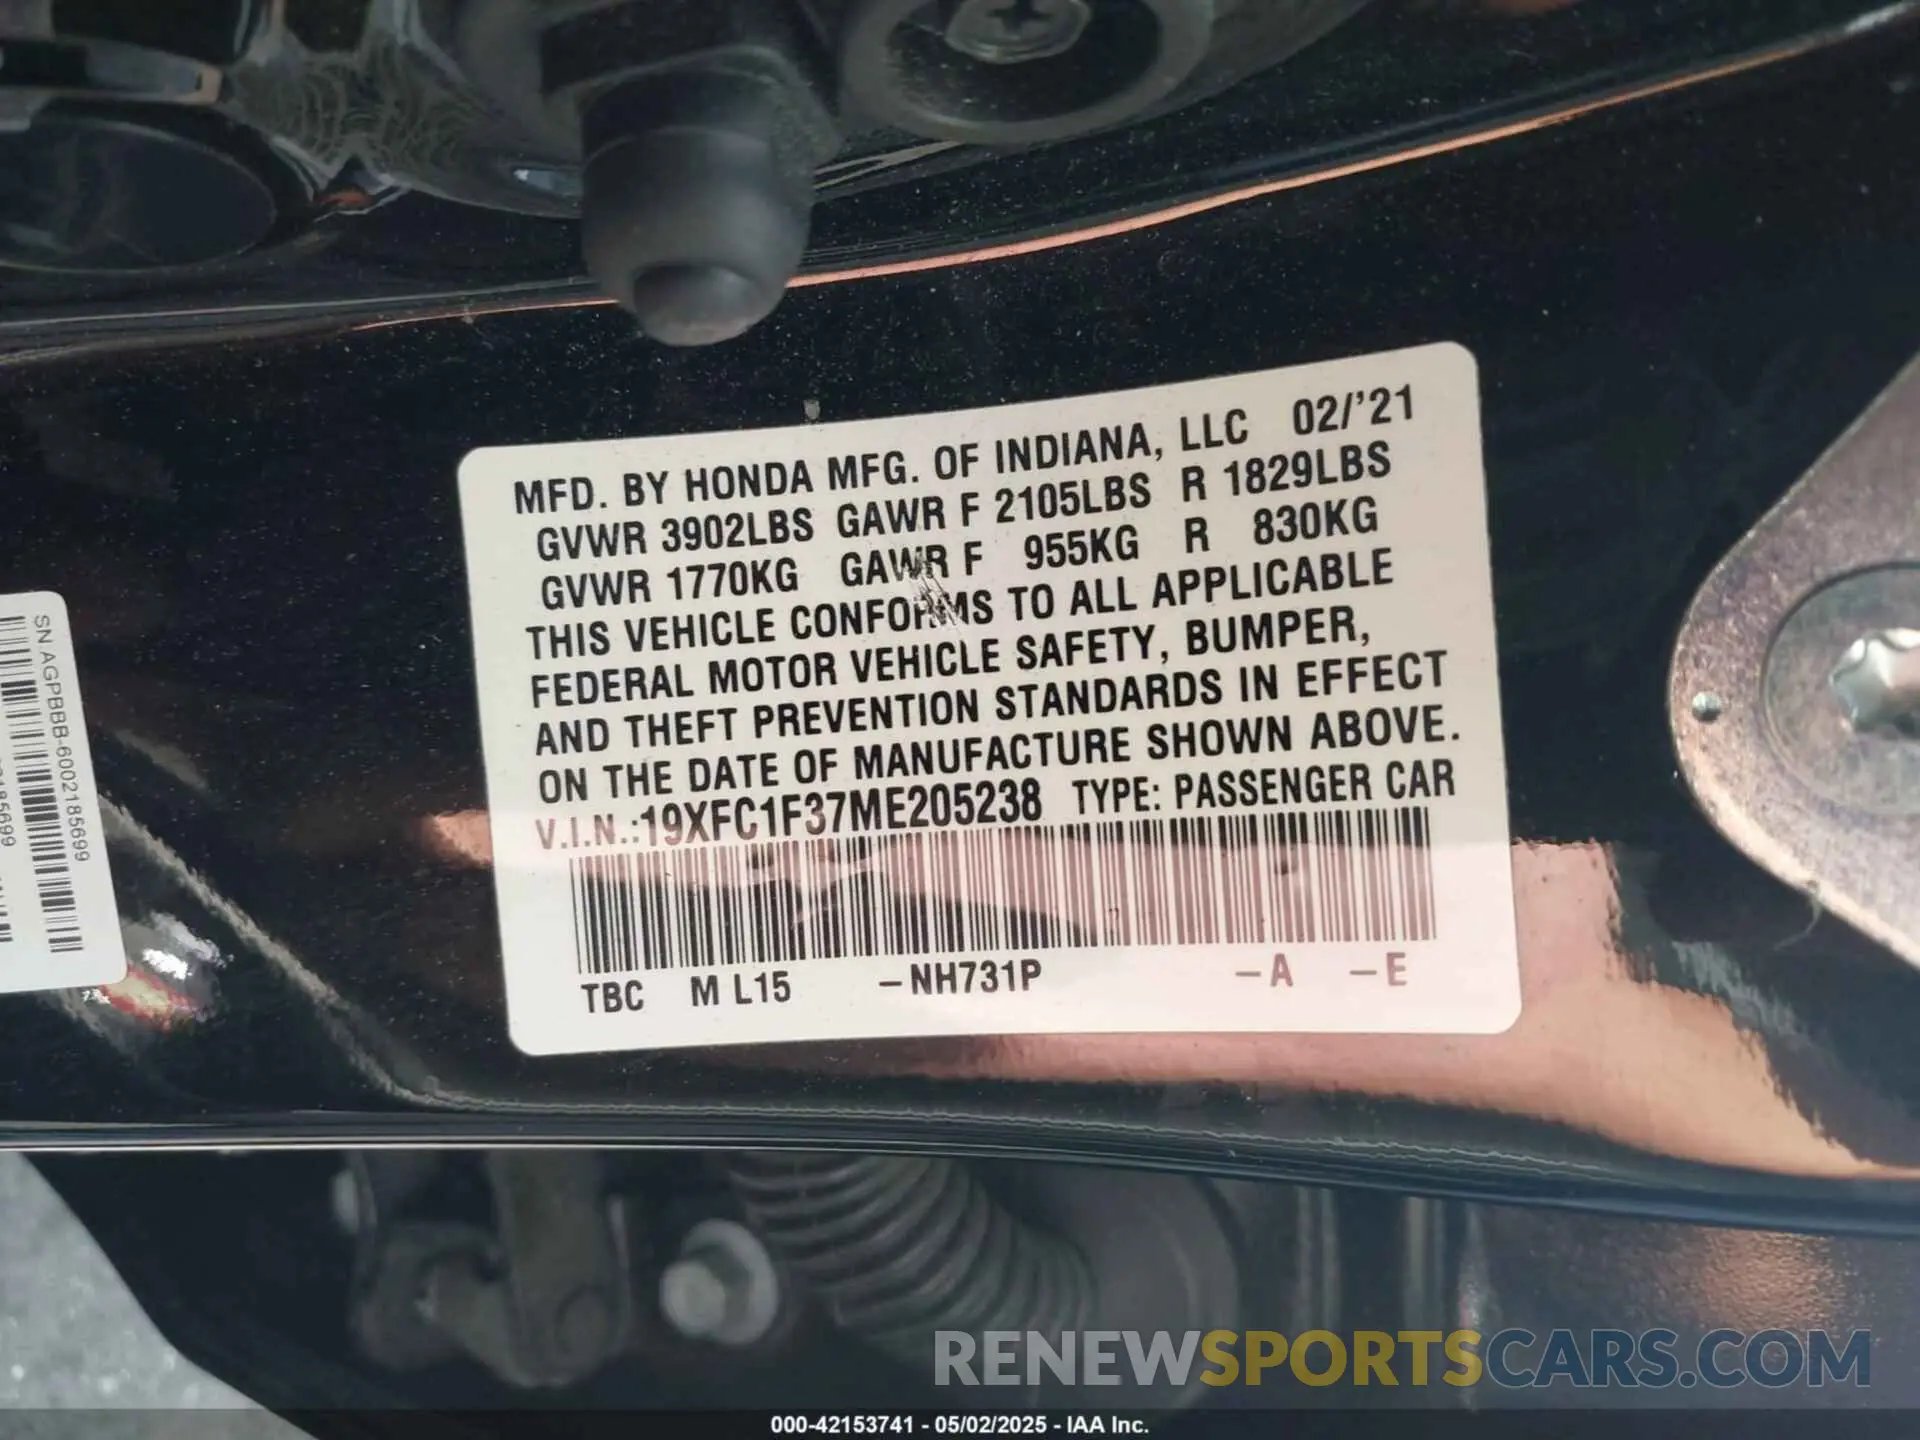 MFD. BY HONDA MFG. OF INDIANA, LLC 02/'21
GVWR 3902LBS GAWR F 2105LBS R 1829LBS
GVWR 1770KG GAWR F 955KG R 830KG
THIS VEHICLE CONFORMS TO ALL APPLICABLE
FEDERAL MOTOR VEHICLE SAFETY, BUMPER,
AND THEFT PREVENTION STANDARDS IN EFFECT
ON THE DATE OF MANUFACTURE SHOWN ABOVE.
V.I.N.:19XFC1F37ME205238 TYPE: PASSENGER CAR
TBC M L15 –NH731P –A –E
SN AGPBBB-6002185699
RENEWSPORTSCARS.COM
000-42153741 - 05/02/2025 - IAA Inc.